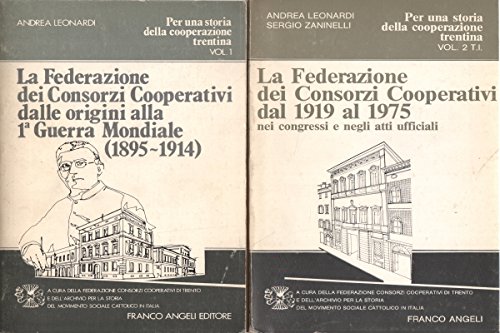 ANDREA LEONARDI
Per una storia
della cooperazione
trentina
VOL. 1
La Federazione
dei Consorzi Cooperativi
dalle origini alla
1ª Guerra Mondiale
(1895~1914)
A CURA DELLA FEDERAZIONE CONSORZI COOPERATIVI DI TRENTO
E DELL'ARCHIVIO PER LA STORIA
DEL MOVIMENTO SOCIALE CATTOLICO IN ITALIA
FRANCO ANGELI EDITORE
ANDREA LEONARDI
SERGIO ZANINELLI
Per una storia
della cooperazione
trentina
VOL. 2 T.I.
La Federazione
dei Consorzi Cooperativi
dal 1919 al 1975
nei congressi e negli atti ufficiali
A CURA DELLA FEDERAZIONE CONSORZI COOPERATIVI DI TRENTO
E DELL'ARCHIVIO PER LA STORIA
DEL MOVIMENTO SOCIALE CATTOLICO IN ITALIA
FRANCO ANGELI